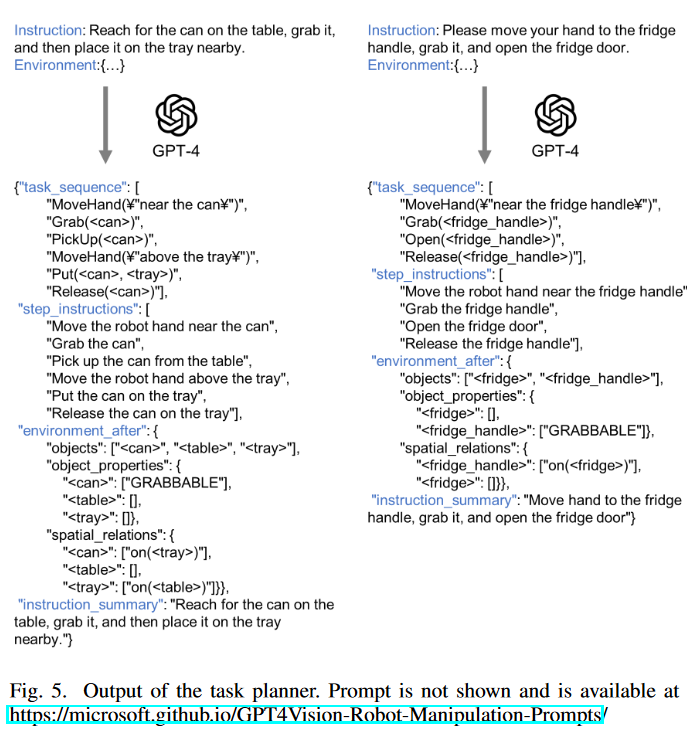 Instruction: Reach for the can on the table, grab it,
and then place it on the tray nearby.
Environment:{...}
GPT-4
{"task_sequence": [
"MoveHand(¥"near the can¥")",
"Grab(<can>)",
"PickUp(<can>)",
"MoveHand(¥"above the tray¥")",
"Put(<can>, <tray>)",
"Release(<can>)"],
"step_instructions": [
"Move the robot hand near the can",
"Grab the can",
"Pick up the can from the table",
"Move the robot hand above the tray",
"Put the can on the tray",
"Release the can on the tray"],
"environment_after": {
"objects": ["<can>", "<table>", "<tray>"],
"object_properties": {
"<can>": ["GRABBABLE"],
"<table>": [],
"<tray>": []},
"spatial_relations": {
"<can>": ["on(<tray>)"],
"<table>": [],
"<tray>": ["on(<table>)"]}},
"instruction_summary": "Reach for the can on the
table, grab it, and then place it on the tray
nearby."}
Instruction: Please move your hand to the fridge
handle, grab it, and open the fridge door.
Environment:{...}
GPT-4
{"task_sequence": [
"MoveHand(¥"near the fridge handle¥")",
"Grab(<fridge_handle>)",
"Open(<fridge_handle>)",
"Release(<fridge_handle>)"],
"step_instructions": [
"Move the robot hand near the fridge handle"
"Grab the fridge handle",
"Open the fridge door",
"Release the fridge handle"],
"environment_after": {
"objects": ["<fridge>", "<fridge_handle>"],
"object_properties": {
"<fridge>": [],
"<fridge_handle>": ["GRABBABLE"]},
"spatial_relations": {
"<fridge_handle>": ["on(<fridge>)"],
"<fridge>": []}},
"instruction_summary": "Move hand to the fridge
handle, grab it, and open the fridge door"}
Fig. 5. Output of the task planner. Prompt is not shown and is available at
https://microsoft.github.io/GPT4Vision-Robot-Manipulation-Prompts/